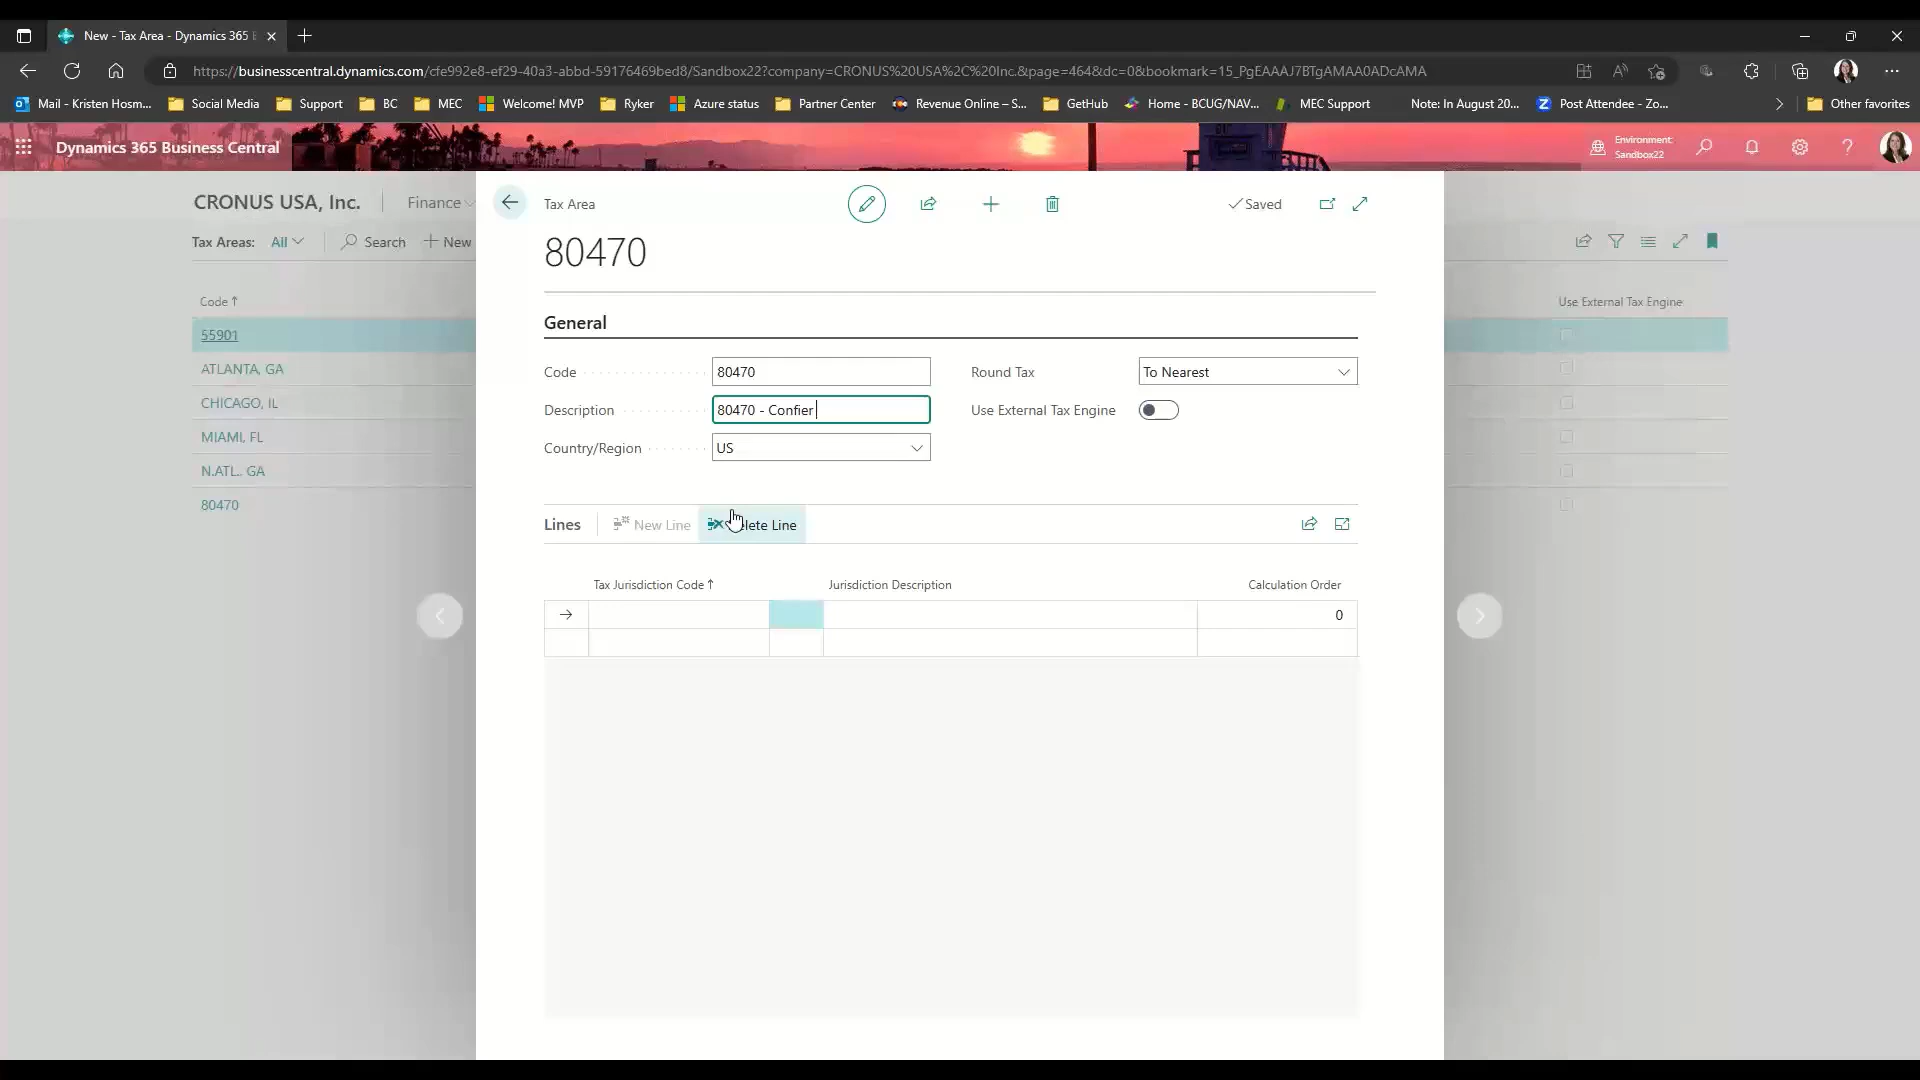 New - Tax Area - Dynamics 365 B
https://businesscentral.dynamics.com/cfe992e8-ef29-40a3-abbd-59176469bed8/Sandbox22?company=CRONUS%20USA%2C%20Inc.&page=464&dc=0&bookmark=15_PgEAAAJ7BTgAMAA0ADcAMA
Mail - Kristen Hosm...
Social Media
Support
BC
MEC
Welcome! MVP
Ryker
Azure status
Partner Center
Revenue Online – S...
GetHub
Home - BCUG/NAV...
MEC Support
Note: In August 20...
Post Attendee - Zo...
Other favorites
Dynamics 365 Business Central
Environment:
Sandbox22
CRONUS USA, Inc.
Finance
Tax Areas:
All
Search
New
Code ↑
55901
ATLANTA, GA
CHICAGO, IL
MIAMI, FL
N.ATL., GA
80470
Use External Tax Engine
Tax Area
Saved
80470
General
Code
80470
Description
80470 - Confier
Country/Region
US
Round Tax
To Nearest
Use External Tax Engine
Lines
New Line
elete Line
Tax Jurisdiction Code ↑
Jurisdiction Description
Calculation Order
0